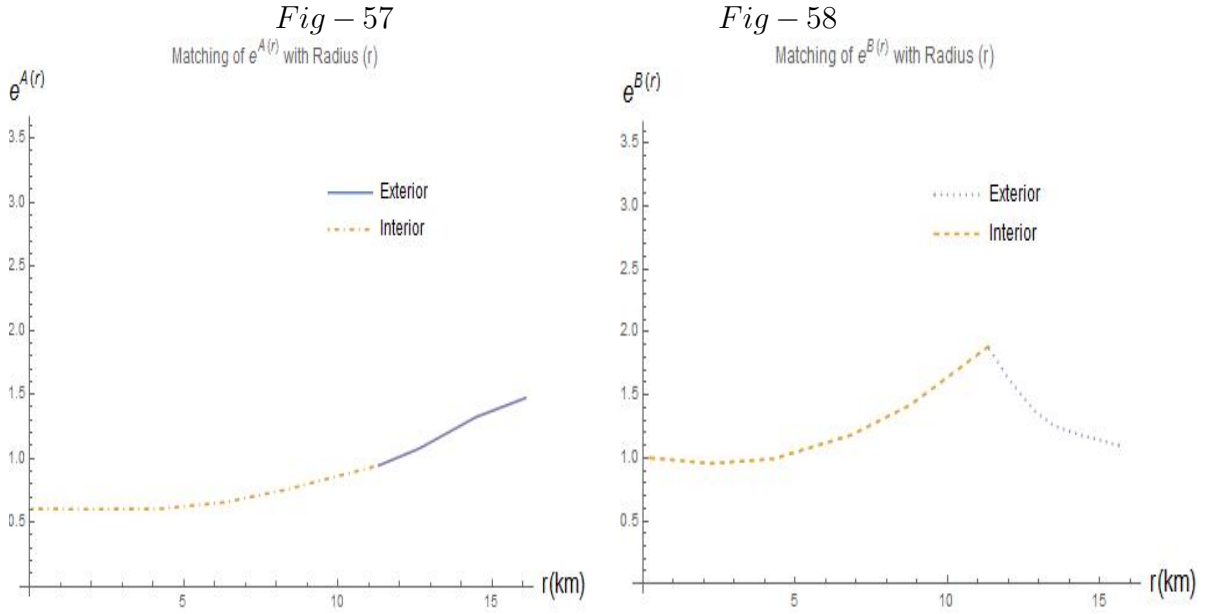 Fig – 57
Matching of e^A(r) with Radius (r)
e^A(r)
3.5
3.0
2.5
2.0
1.5
1.0
0.5
5
10
15
r(km)
Exterior
Interior
Fig – 58
Matching of e^B(r) with Radius (r)
e^B(r)
3.5
3.0
2.5
2.0
1.5
1.0
0.5
5
10
15
r(km)
Exterior
Interior